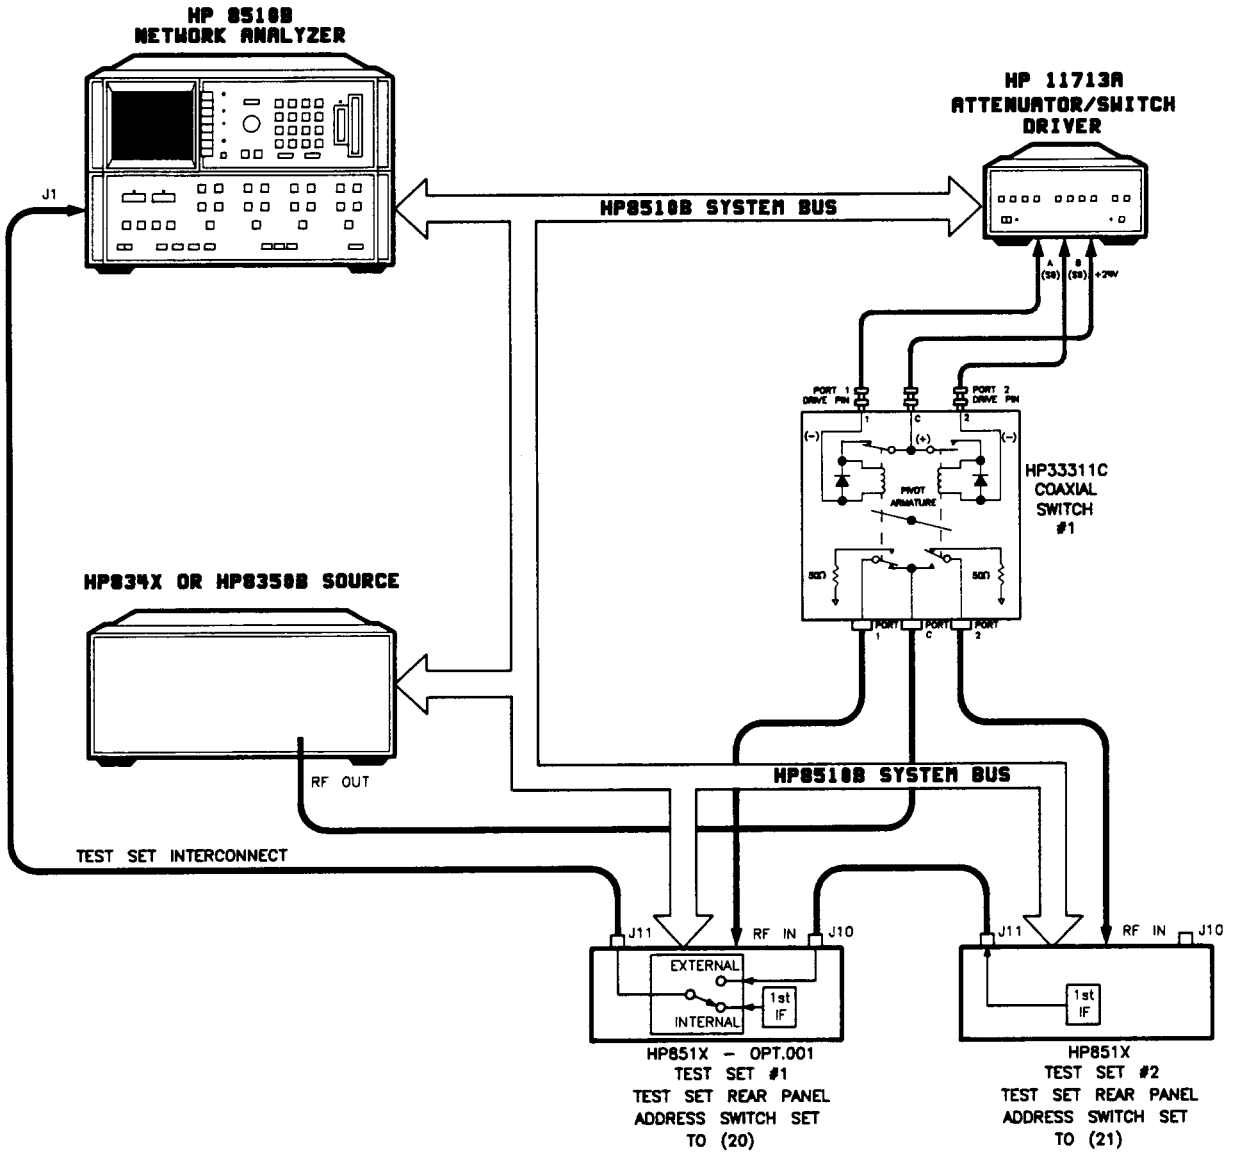 HP 8510B
NETWORK ANALYZER
HP 11713A
ATTENUATOR/SWITCH
DRIVER
J1
HP8510B SYSTEM BUS
A
(S9)
B
(S9)
+24V
PORT 1
DRIVE PIN
PORT 2
DRIVE PIN
1
C
2
(-)
(+)
(-)
PIVOT
ARMATURE
50Ω
50Ω
HP33311C
COAXIAL
SWITCH
#1
PORT
1
PORT
C
PORT
2
HP834X OR HP8350B SOURCE
RF OUT
HP8510B SYSTEM BUS
TEST SET INTERCONNECT
J11
RF IN
J10
J11
RF IN
J10
EXTERNAL
INTERNAL
1st
IF
1st
IF
HP851X - OPT.001
TEST SET #1
TEST SET REAR PANEL
ADDRESS SWITCH SET
TO (20)
HP851X
TEST SET #2
TEST SET REAR PANEL
ADDRESS SWITCH SET
TO (21)